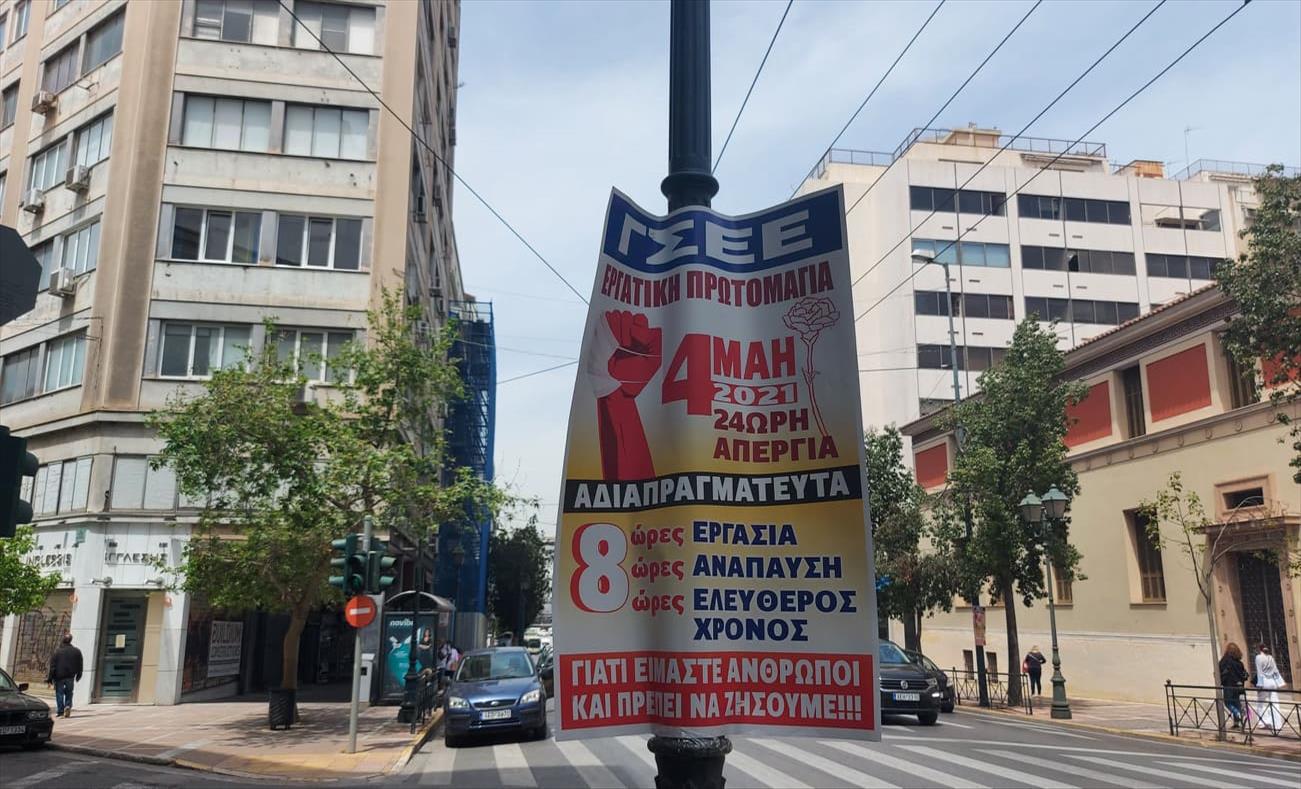 ΓΣΕΕ
ΕΡΓΑΤΙΚΗ ΠΡΩΤΟΜΑΓΙΑ
4 ΜΑΗ
2021
24ΩΡΗ
ΑΠΕΡΓΙΑ
ΑΔΙΑΠΡΑΓΜΑΤΕΥΤΑ
8 ώρες ΕΡΓΑΣΙΑ
ώρες ΑΝΑΠΑΥΣΗ
ώρες ΕΛΕΥΘΕΡΟΣ
ΧΡΟΝΟΣ
ΓΙΑΤΙ ΕΙΜΑΣΤΕ ΑΝΘΡΩΠΟΙ
ΚΑΙ ΠΡΕΠΕΙ ΝΑ ΖΗΣΟΥΜΕ!!!